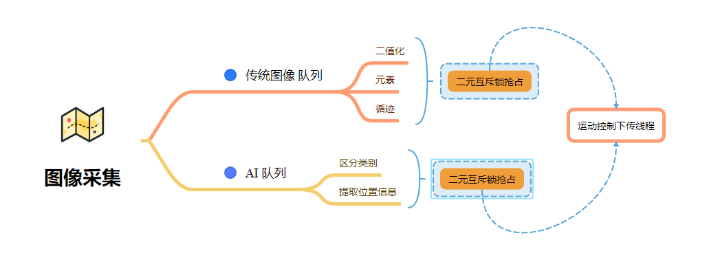 图像采集
传统图像 队列
二值化
元素
循迹
二元互斥锁抢占
AI 队列
区分类别
提取位置信息
二元互斥锁抢占
运动控制下传线程